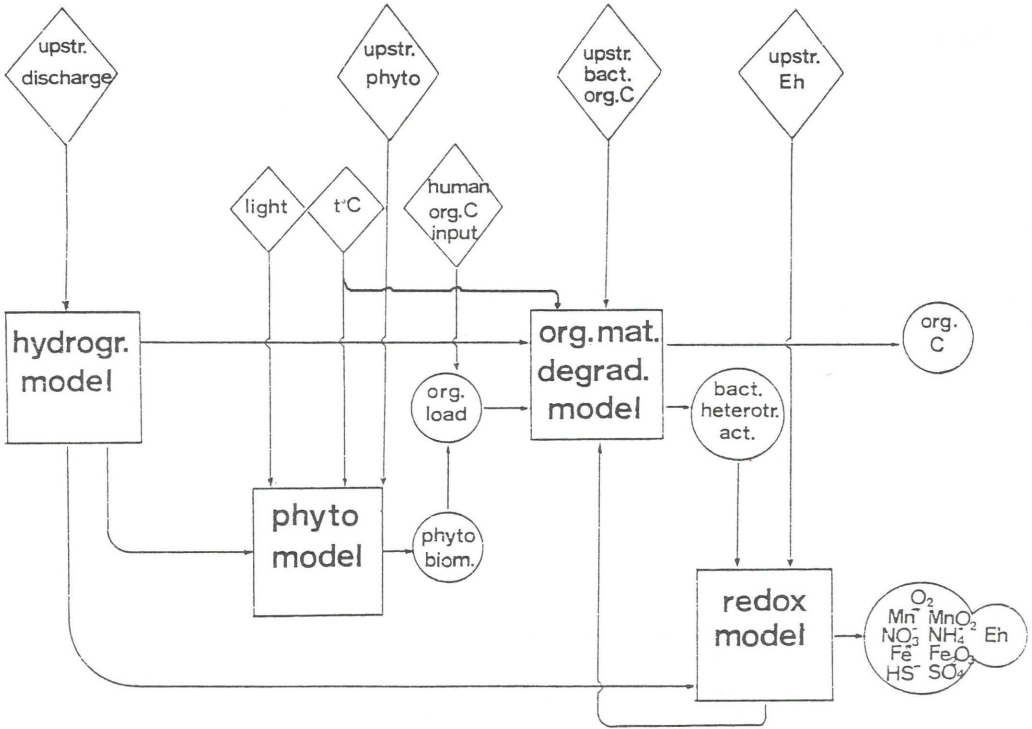 upstr.
discharge
upstr.
phyto
upstr.
bact.
org.C
upstr.
Eh
light
t°C
human
org.C
input
hydrogr.
model
org.mat.
degrad.
model
org.
C
org.
load
bact.
heterotr.
act.
phyto
model
phyto
biom.
redox
model
O₂
Mn⁻ MnO₂
NO₃⁻ NH₄⁻
Fe⁻ Fe₂O₃
HS⁻ SO₄⁻
Eh